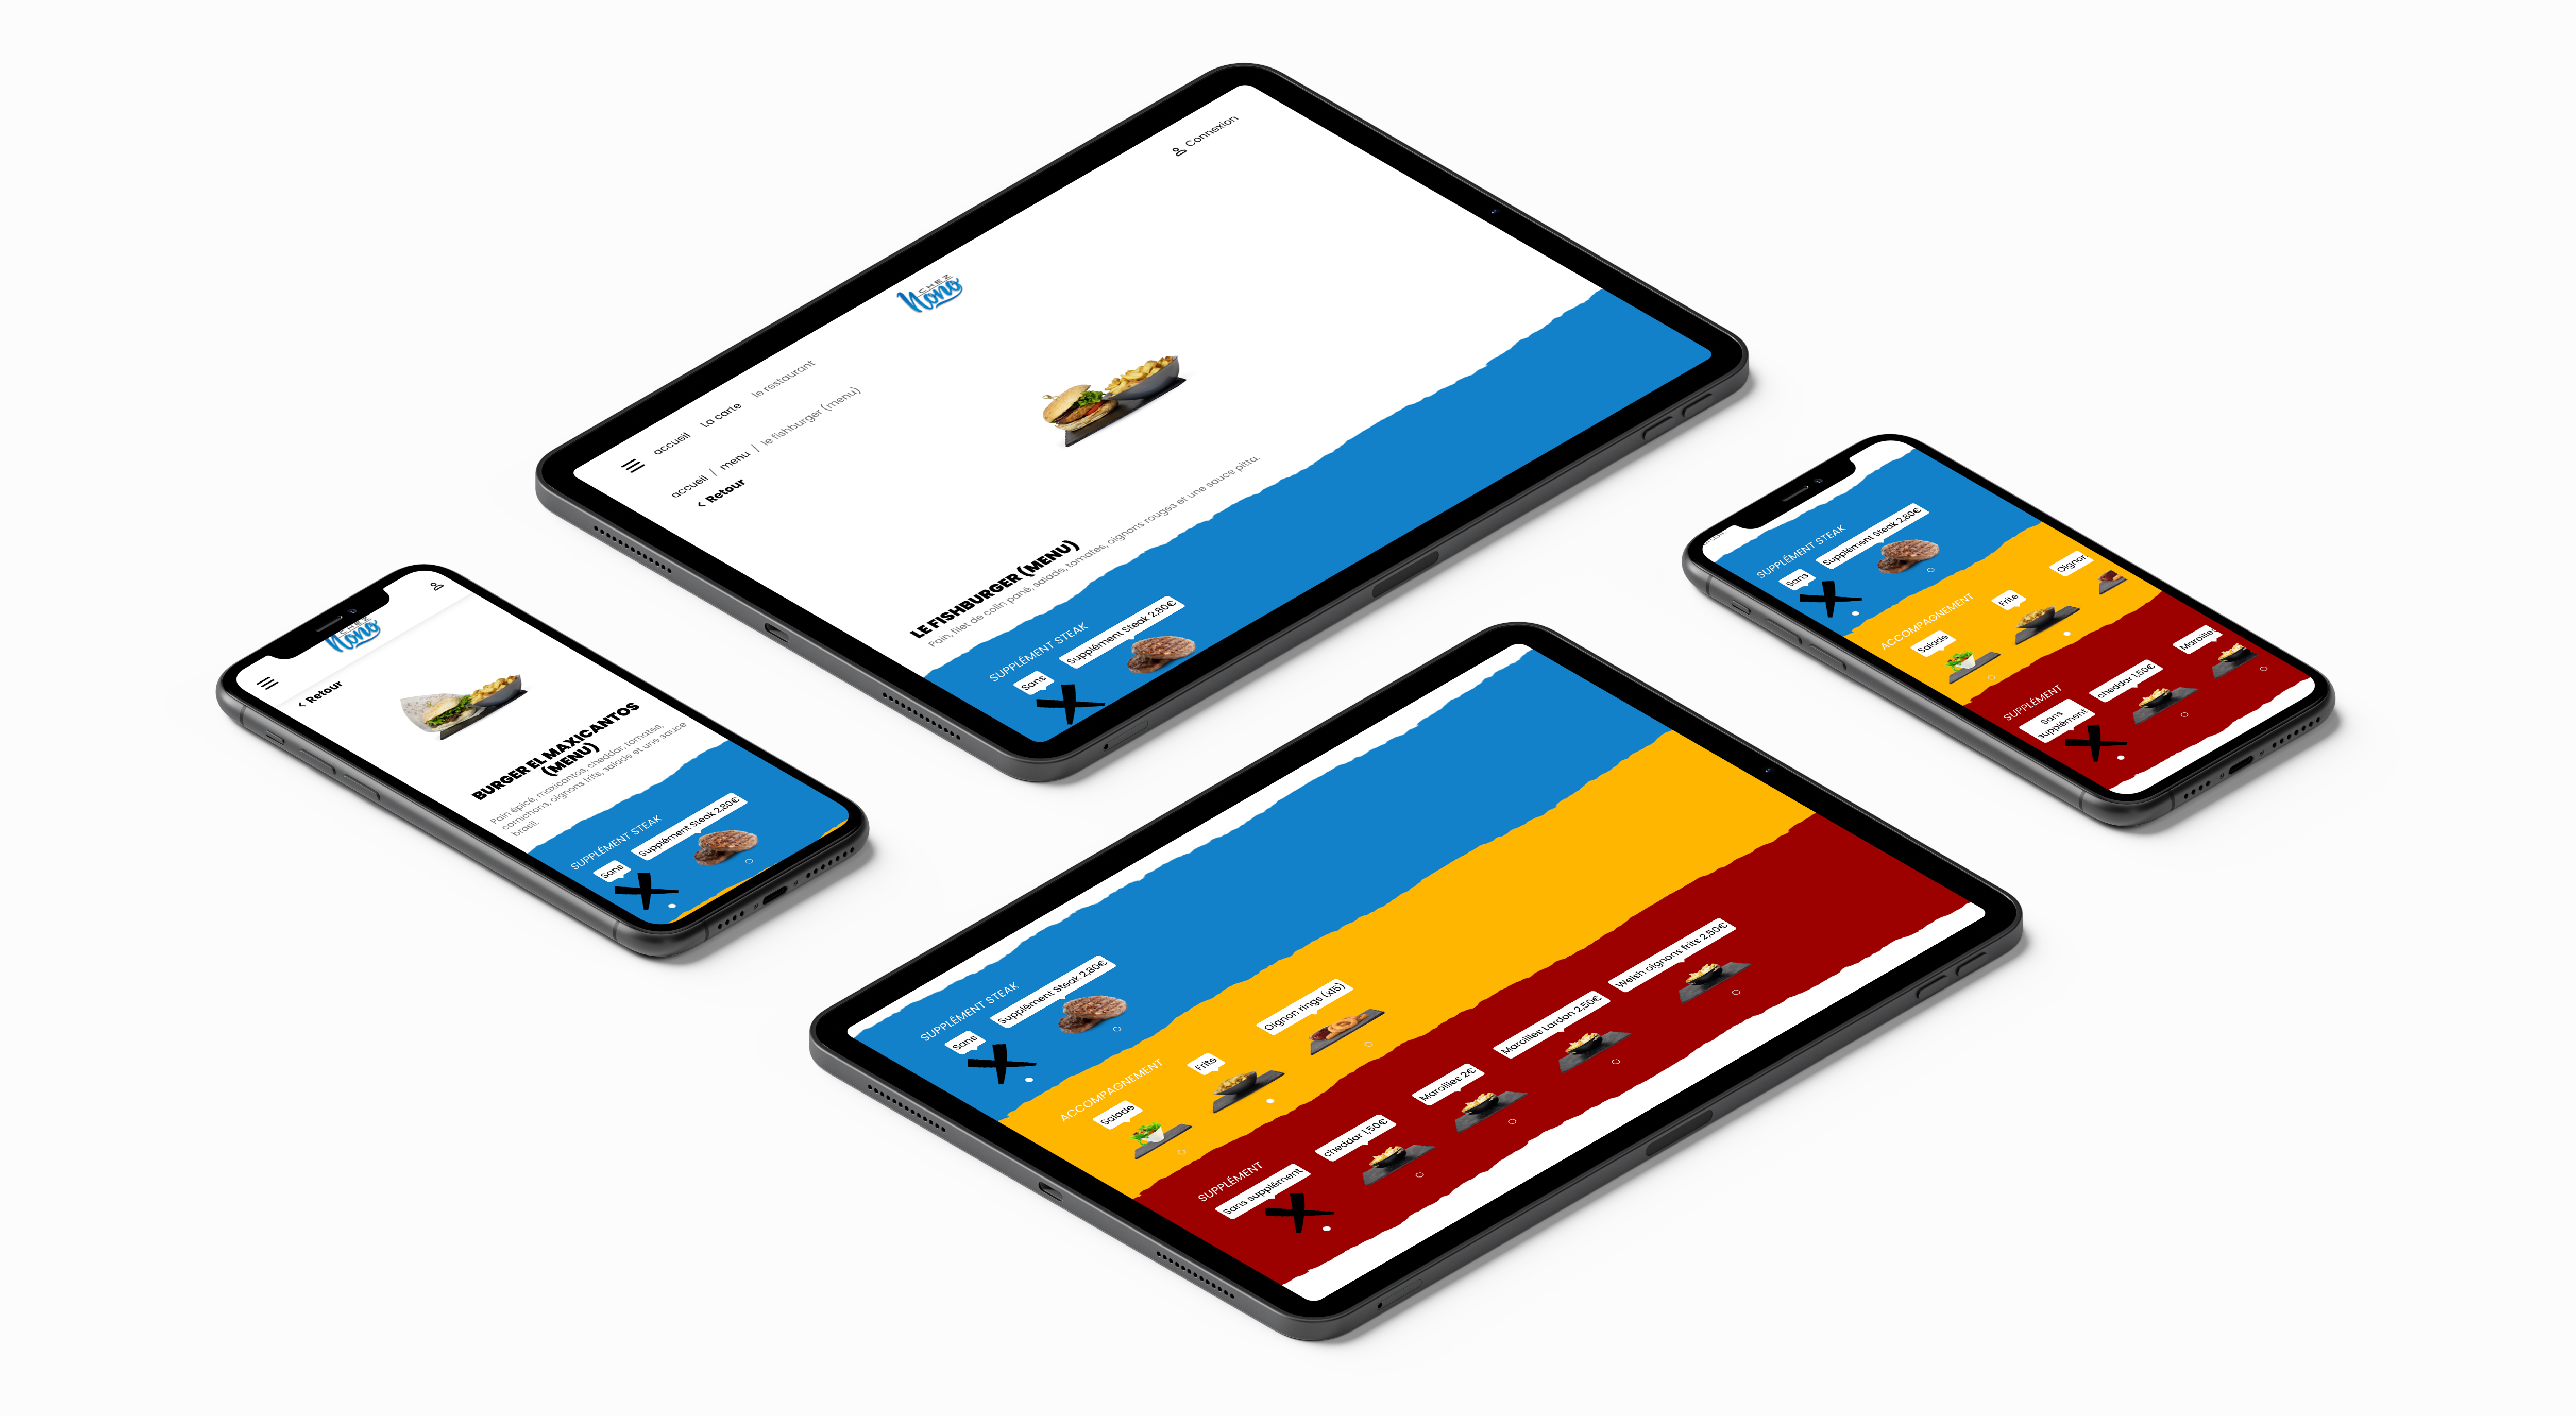 Connexion
CHEZ
Nono
accueil La carte le restaurant
accueil | menu | le fishburger (menu)
< Retour
LE FISHBURGER (MENU)
Pain, filet de colin pané, salade, tomates, oignons rouges et une sauce pitta.
SUPPLÉMENT STEAK
Sans
Supplément Steak 2,80€
CHEZ
Nono
< Retour
BURGER EL MAXICANTOS
(MENU)
Pain épicé, maxicantos, cheddar, tomates,
cornichons, oignons frits, salade et une sauce
brasil.
SUPPLÉMENT STEAK
Sans
Supplément Steak 2,80€
SUPPLÉMENT STEAK
Sans
Supplément Steak 2,80€
ACCOMPAGNEMENT
Salade
Frite
Oignon
SUPPLÉMENT
Sans
supplément
cheddar 1,50€
Maroilles
SUPPLÉMENT STEAK
Sans
Supplément Steak 2,80€
ACCOMPAGNEMENT
Salade
Frite
Oignon rings (x15)
SUPPLÉMENT
Sans supplément
cheddar 1,50€
Maroilles 2€
Maroilles Lardon 2,50€
Welsh oignons frits 2,50€